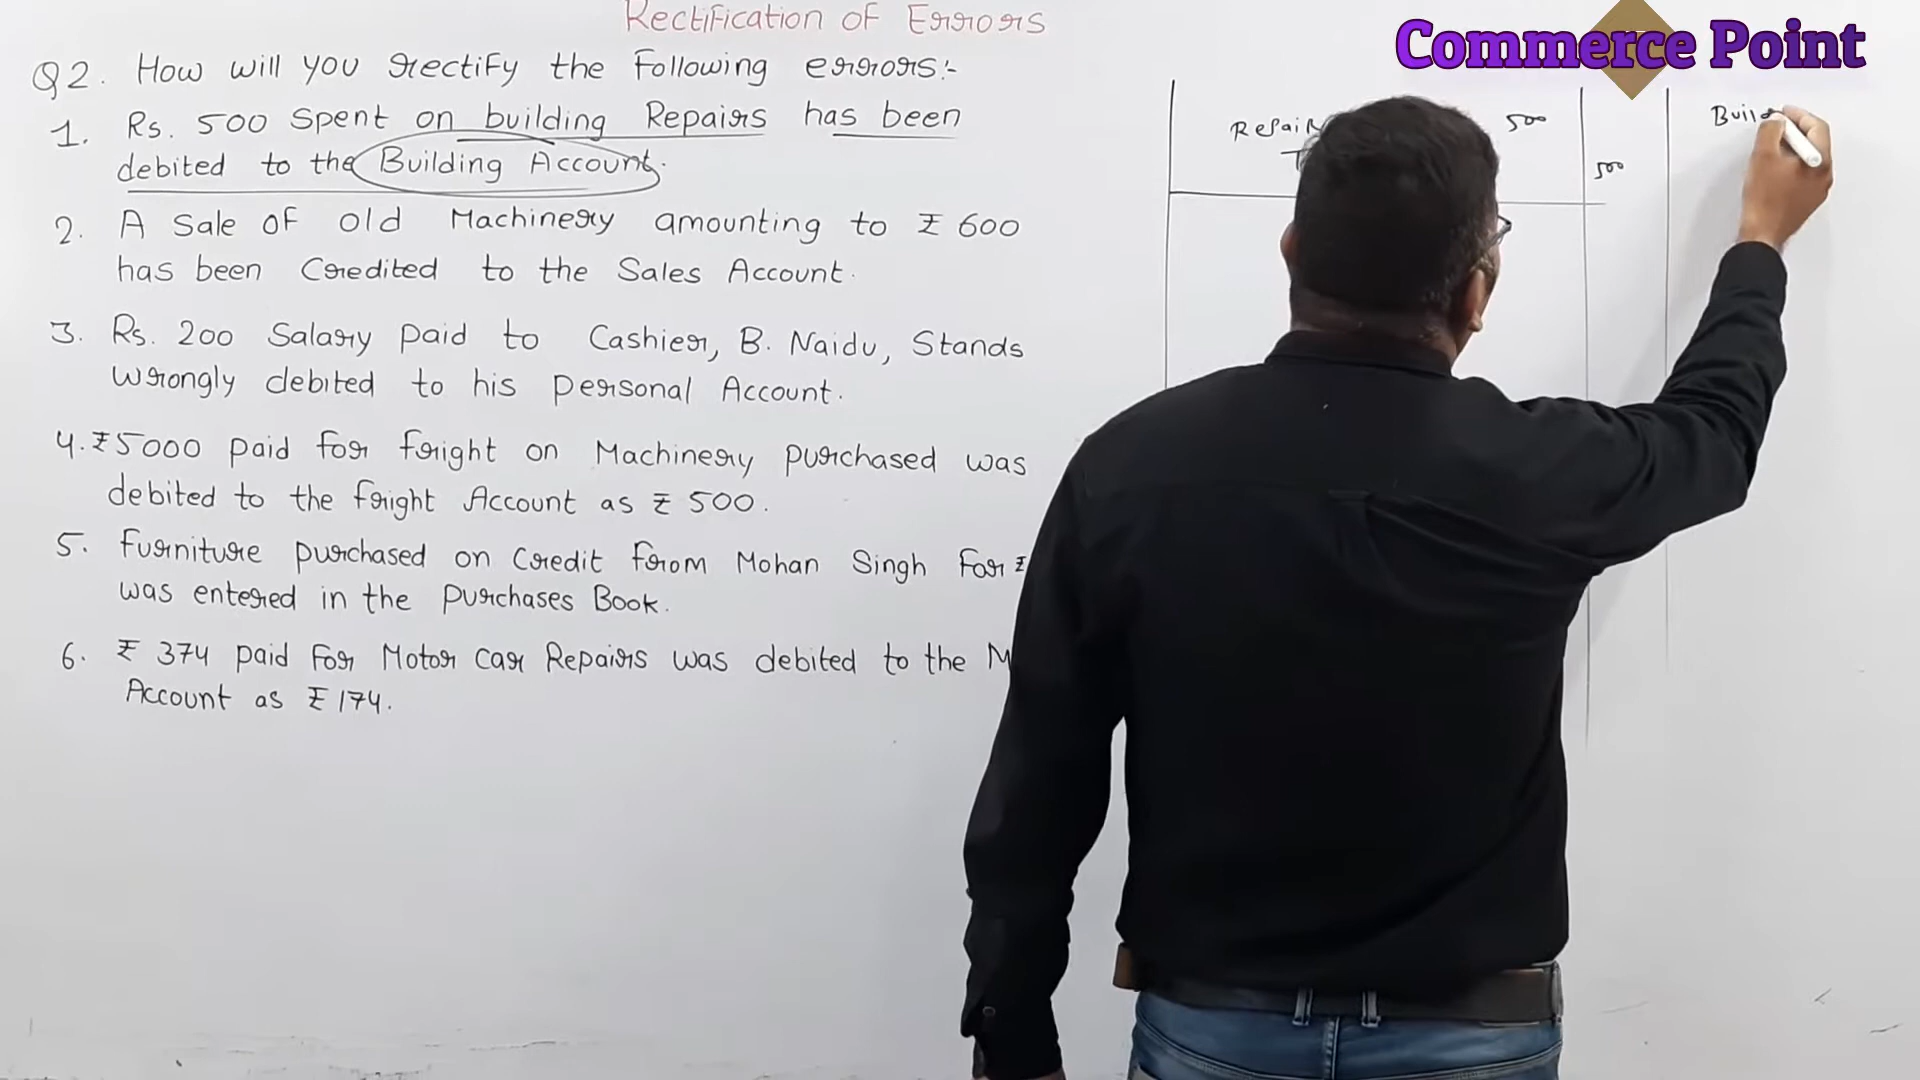 Rectification of Errors
Commerce Point
Q2. How will you rectify the following errors:-
1. Rs. 500 Spent on building Repairs has been
debited to the Building Account.
2. A Sale of old Machinery amounting to ₹ 600
has been Credited to the Sales Account.
3. Rs. 200 Salary paid to Cashier, B. Naidu, Stands
wrongly debited to his personal Account.
4. ₹5000 paid for fright on Machinery purchased was
debited to the fright Account as ₹ 500.
5. Furniture purchased on Credit from Mohan Singh For ₹
was entered in the purchases Book.
6. ₹ 374 paid For Motor car Repairs was debited to the M
Account as ₹ 174.
Repair 500
T 500
Build